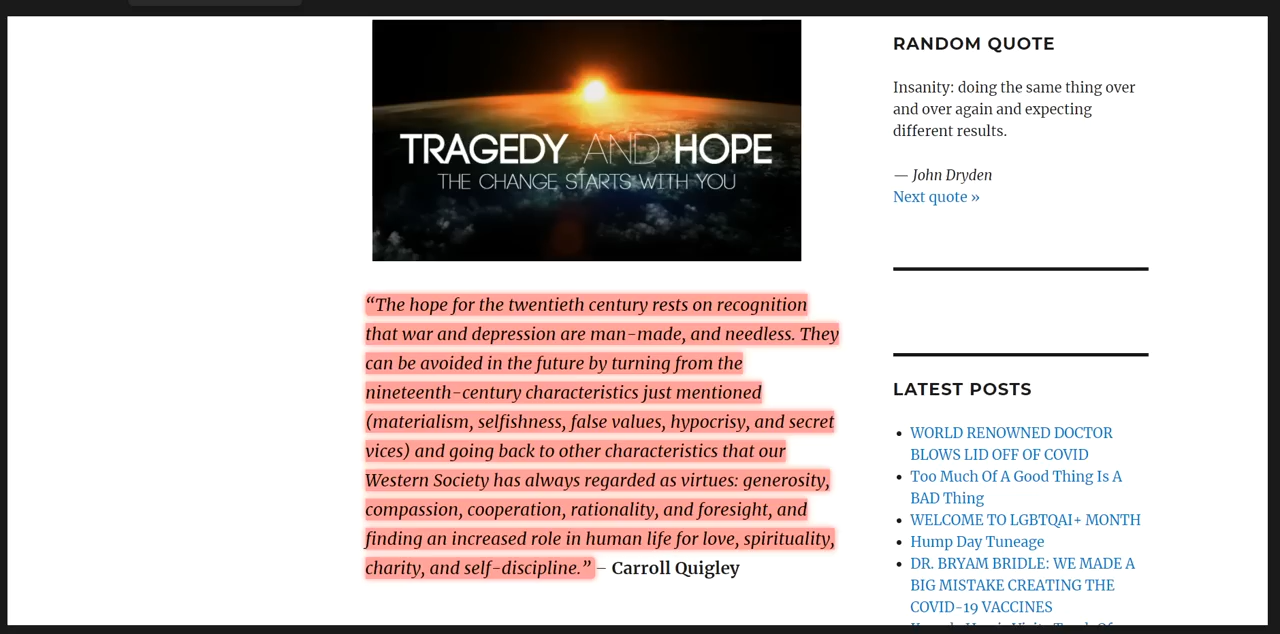 TRAGEDY AND HOPE
THE CHANGE STARTS WITH YOU
“The hope for the twentieth century rests on recognition
that war and depression are man-made, and needless. They
can be avoided in the future by turning from the
nineteenth-century characteristics just mentioned
(materialism, selfishness, false values, hypocrisy, and secret
vices) and going back to other characteristics that our
Western Society has always regarded as virtues: generosity,
compassion, cooperation, rationality, and foresight, and
finding an increased role in human life for love, spirituality,
charity, and self-discipline.” – Carroll Quigley
RANDOM QUOTE
Insanity: doing the same thing over
and over again and expecting
different results.
— John Dryden
Next quote »
LATEST POSTS
WORLD RENOWNED DOCTOR
BLOWS LID OFF OF COVID
Too Much Of A Good Thing Is A
BAD Thing
WELCOME TO LGBTQAI+ MONTH
Hump Day Tuneage
DR. BRYAM BRIDLE: WE MADE A
BIG MISTAKE CREATING THE
COVID-19 VACCINES